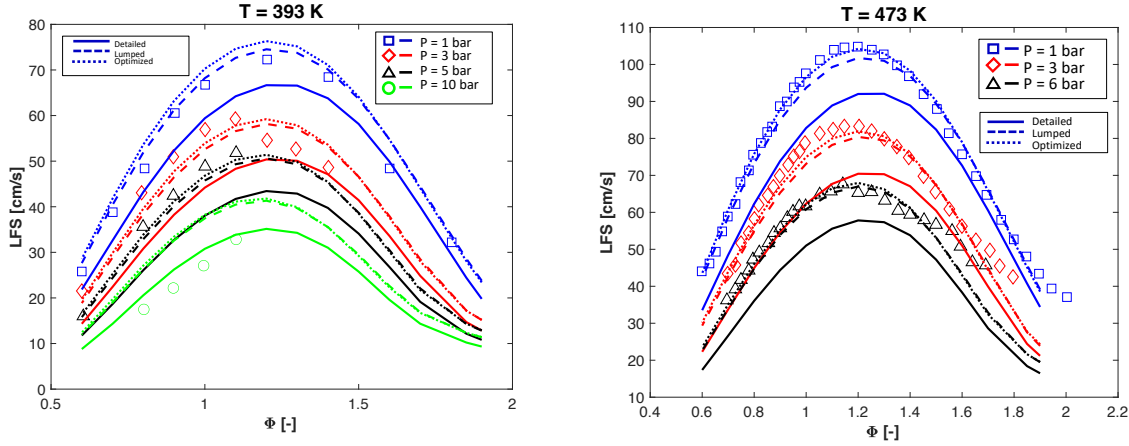 T = 393 K
80
70
60
50
40
30
20
10
0
LFS [cm/s]
Detailed
Lumped
Optimized
P = 1 bar
P = 3 bar
P = 5 bar
P = 10 bar
0.5
1
1.5
2
Φ [-]
T = 473 K
110
100
90
80
70
60
50
40
30
20
10
LFS [cm/s]
P = 1 bar
P = 3 bar
P = 6 bar
Detailed
Lumped
Optimized
0.4
0.6
0.8
1
1.2
1.4
1.6
1.8
2
2.2
Φ [-]